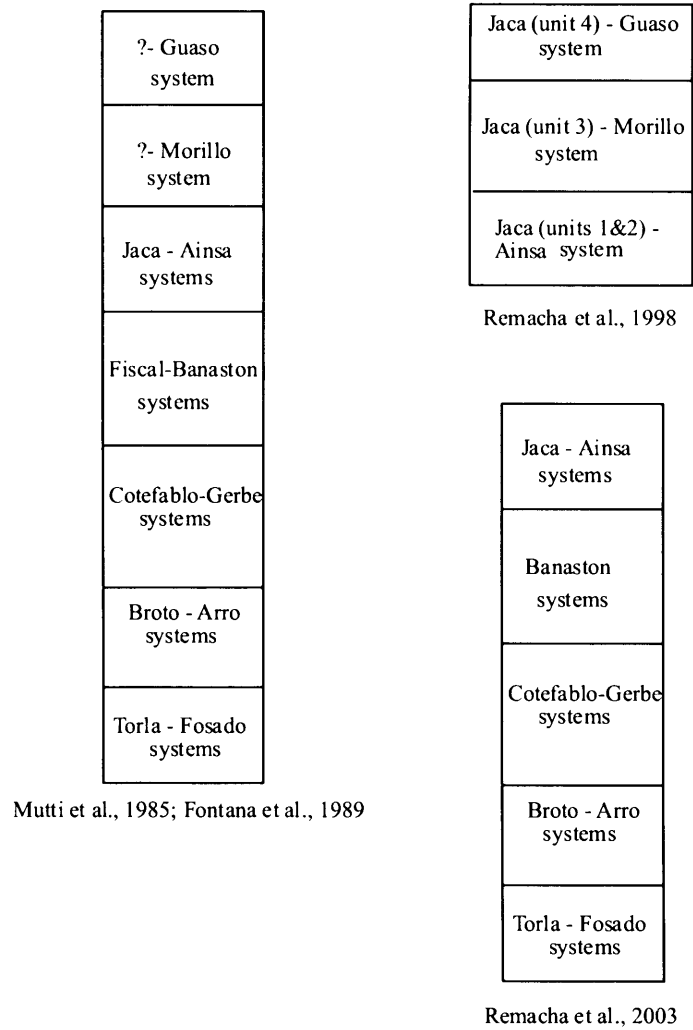 ?- Guaso
system
?- Morillo
system
Jaca - Ainsa
systems
Fiscal-Banaston
systems
Cotefablo-Gerbe
systems
Broto - Arro
systems
Torla - Fosado
systems
Mutti et al., 1985; Fontana et al., 1989
Jaca (unit 4) - Guaso
system
Jaca (unit 3) - Morillo
system
Jaca (units 1&2) -
Ainsa system
Remacha et al., 1998
Jaca - Ainsa
systems
Banaston
systems
Cotefablo-Gerbe
systems
Broto - Arro
systems
Torla - Fosado
systems
Remacha et al., 2003